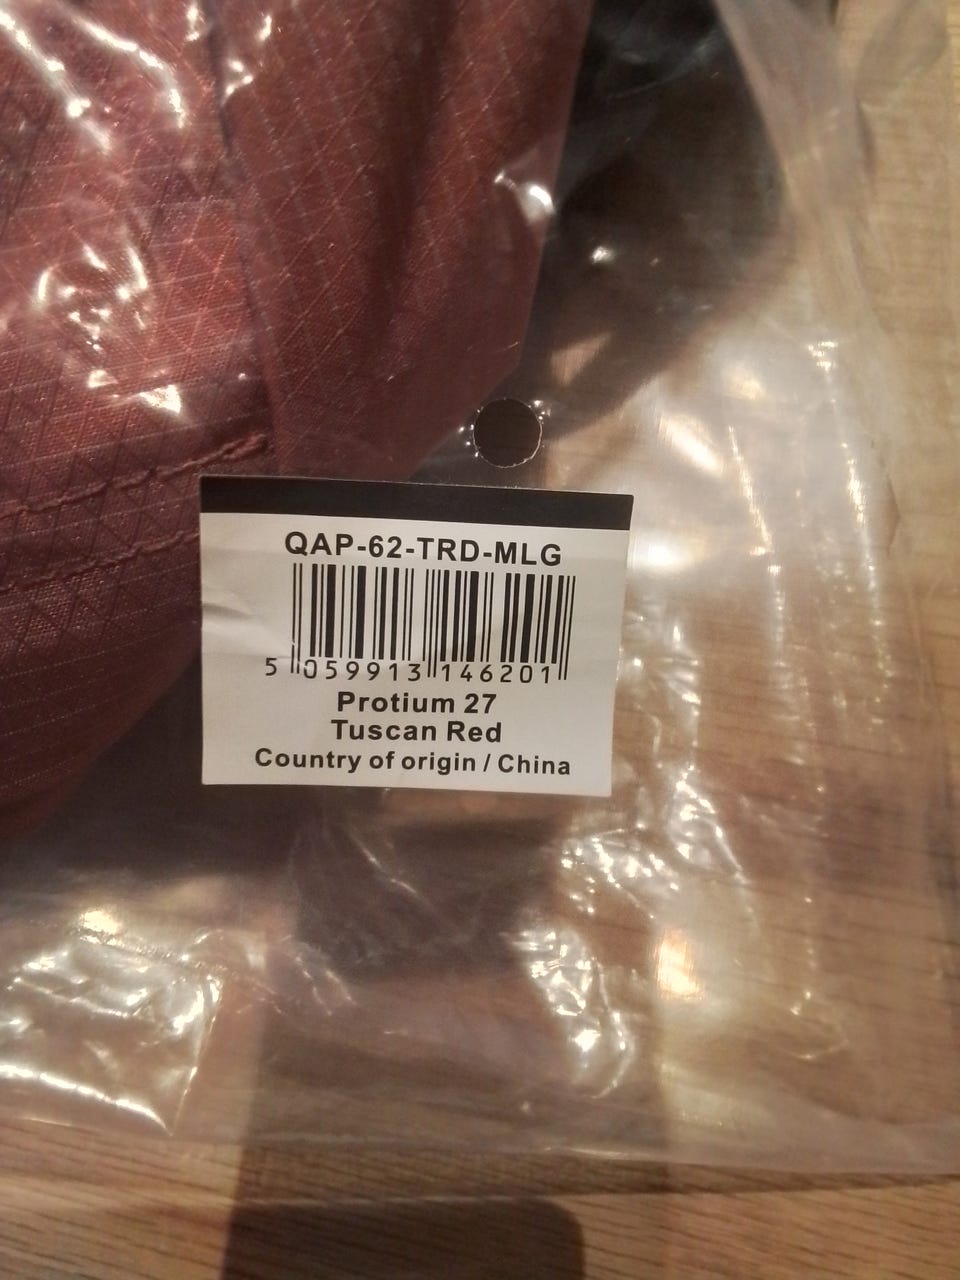 QAP-62-TRD-MLG
5 059913 146201
Protium 27
Tuscan Red
Country of origin / China